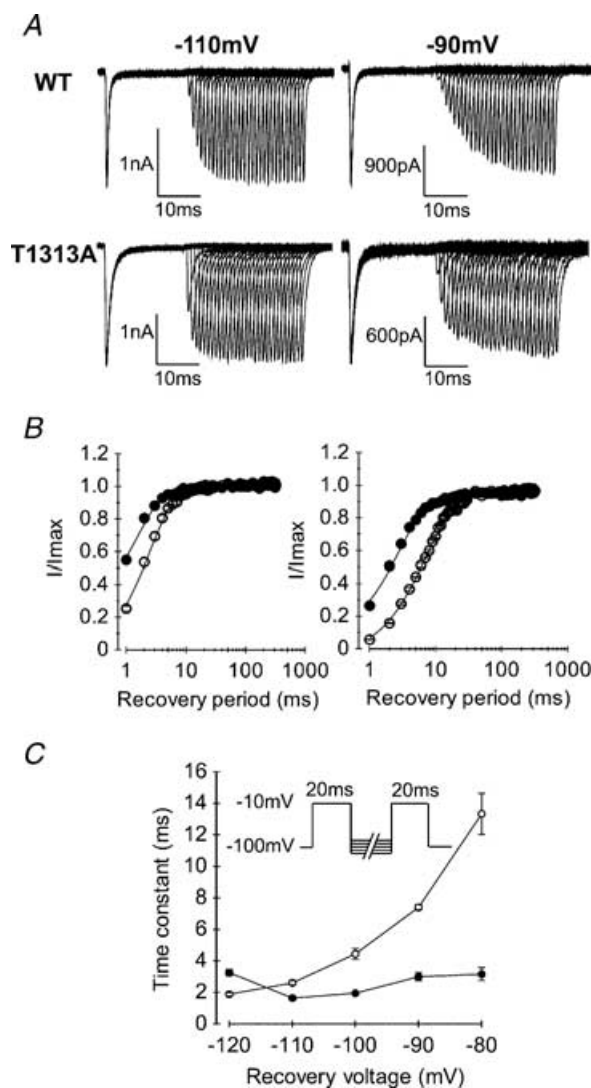 A
-110mV -90mV
WT
1nA 900pA
10ms 10ms
T1313A
1nA 600pA
10ms 10ms
B
I/Imax I/Imax
1.2 1.2
1.0 1.0
0.8 0.8
0.6 0.6
0.4 0.4
0.2 0.2
0 0
1 10 100 1000 1 10 100 1000
Recovery period (ms) Recovery period (ms)
C
Time constant (ms)
16
14
12
10
8
6
4
2
0
20ms 20ms
-10mV
-100mV
-120 -110 -100 -90 -80
Recovery voltage (mV)